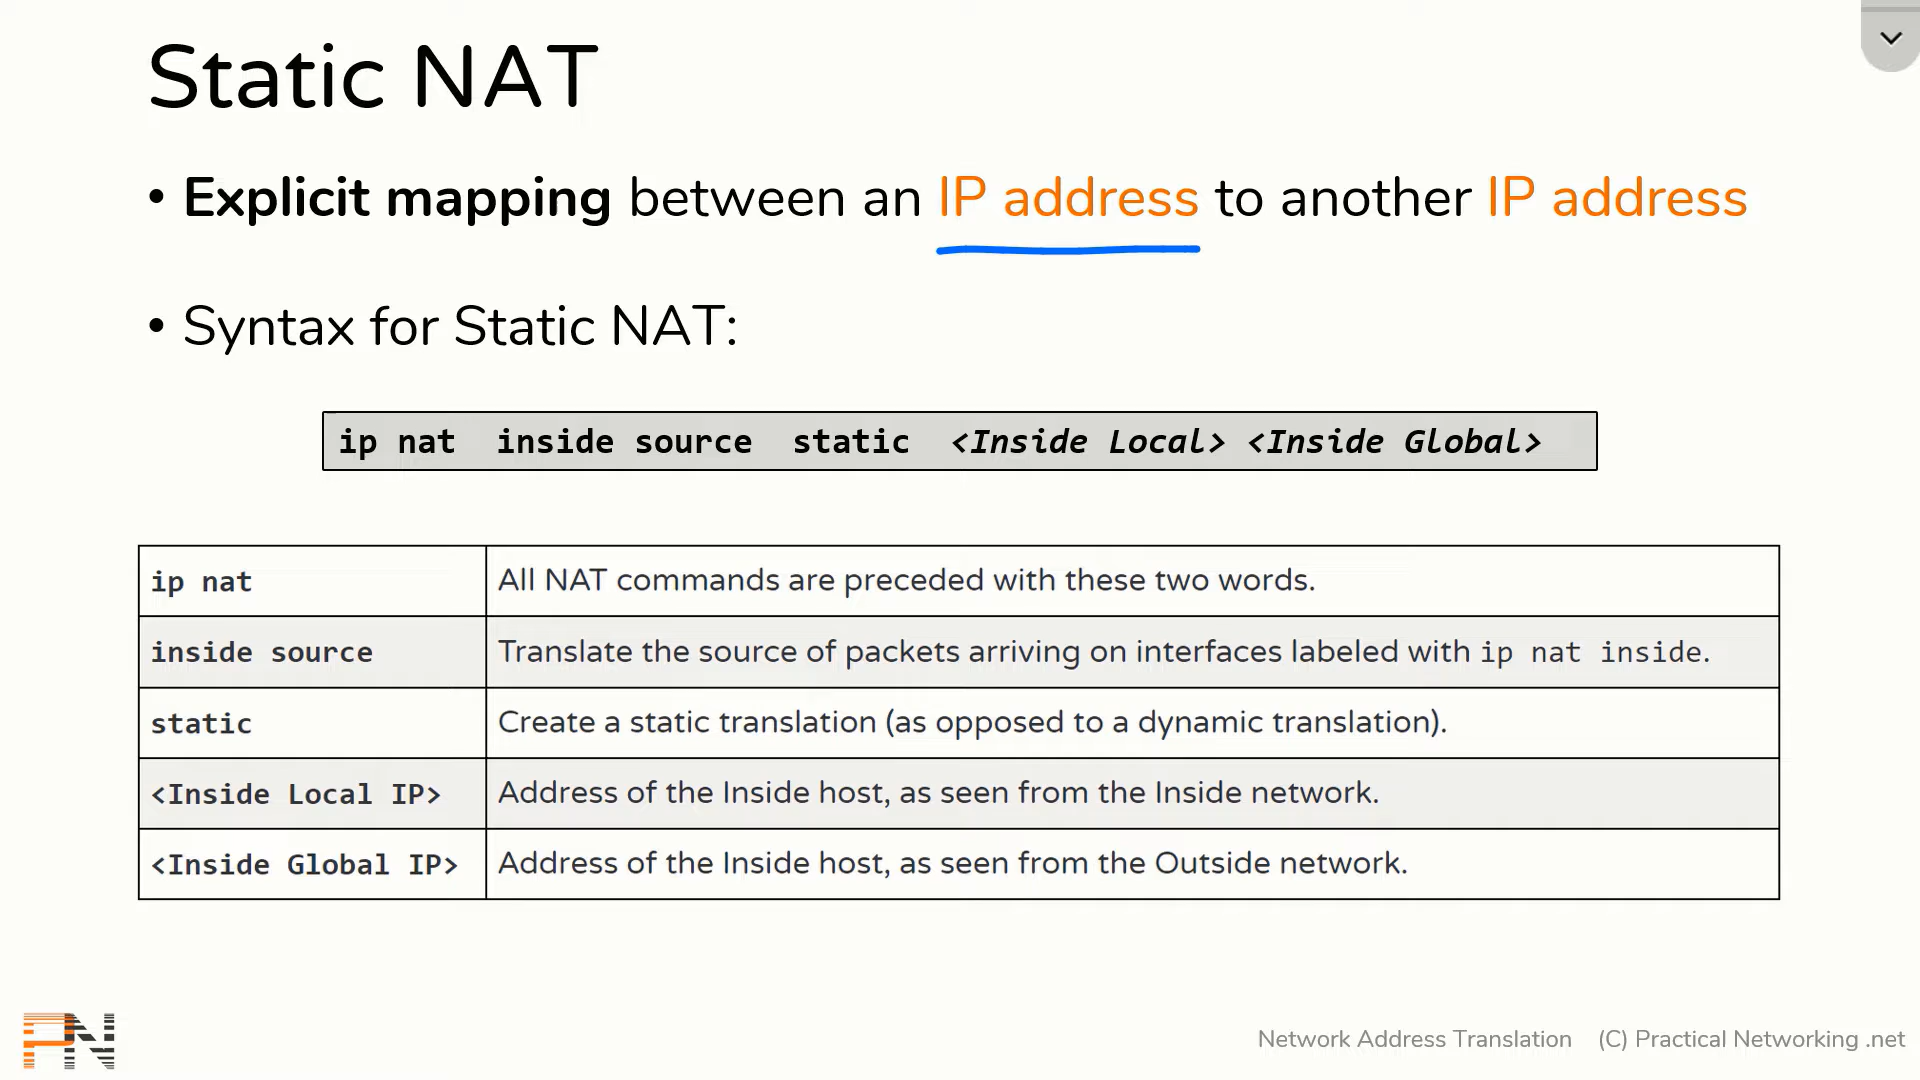 Static NAT
• Explicit mapping between an IP address to another IP address
• Syntax for Static NAT:
ip nat inside source static <Inside Local> <Inside Global>
ip nat All NAT commands are preceded with these two words.
inside source Translate the source of packets arriving on interfaces labeled with ip nat inside.
static Create a static translation (as opposed to a dynamic translation).
<Inside Local IP> Address of the Inside host, as seen from the Inside network.
<Inside Global IP> Address of the Inside host, as seen from the Outside network.
PN
Network Address Translation (C) Practical Networking .net